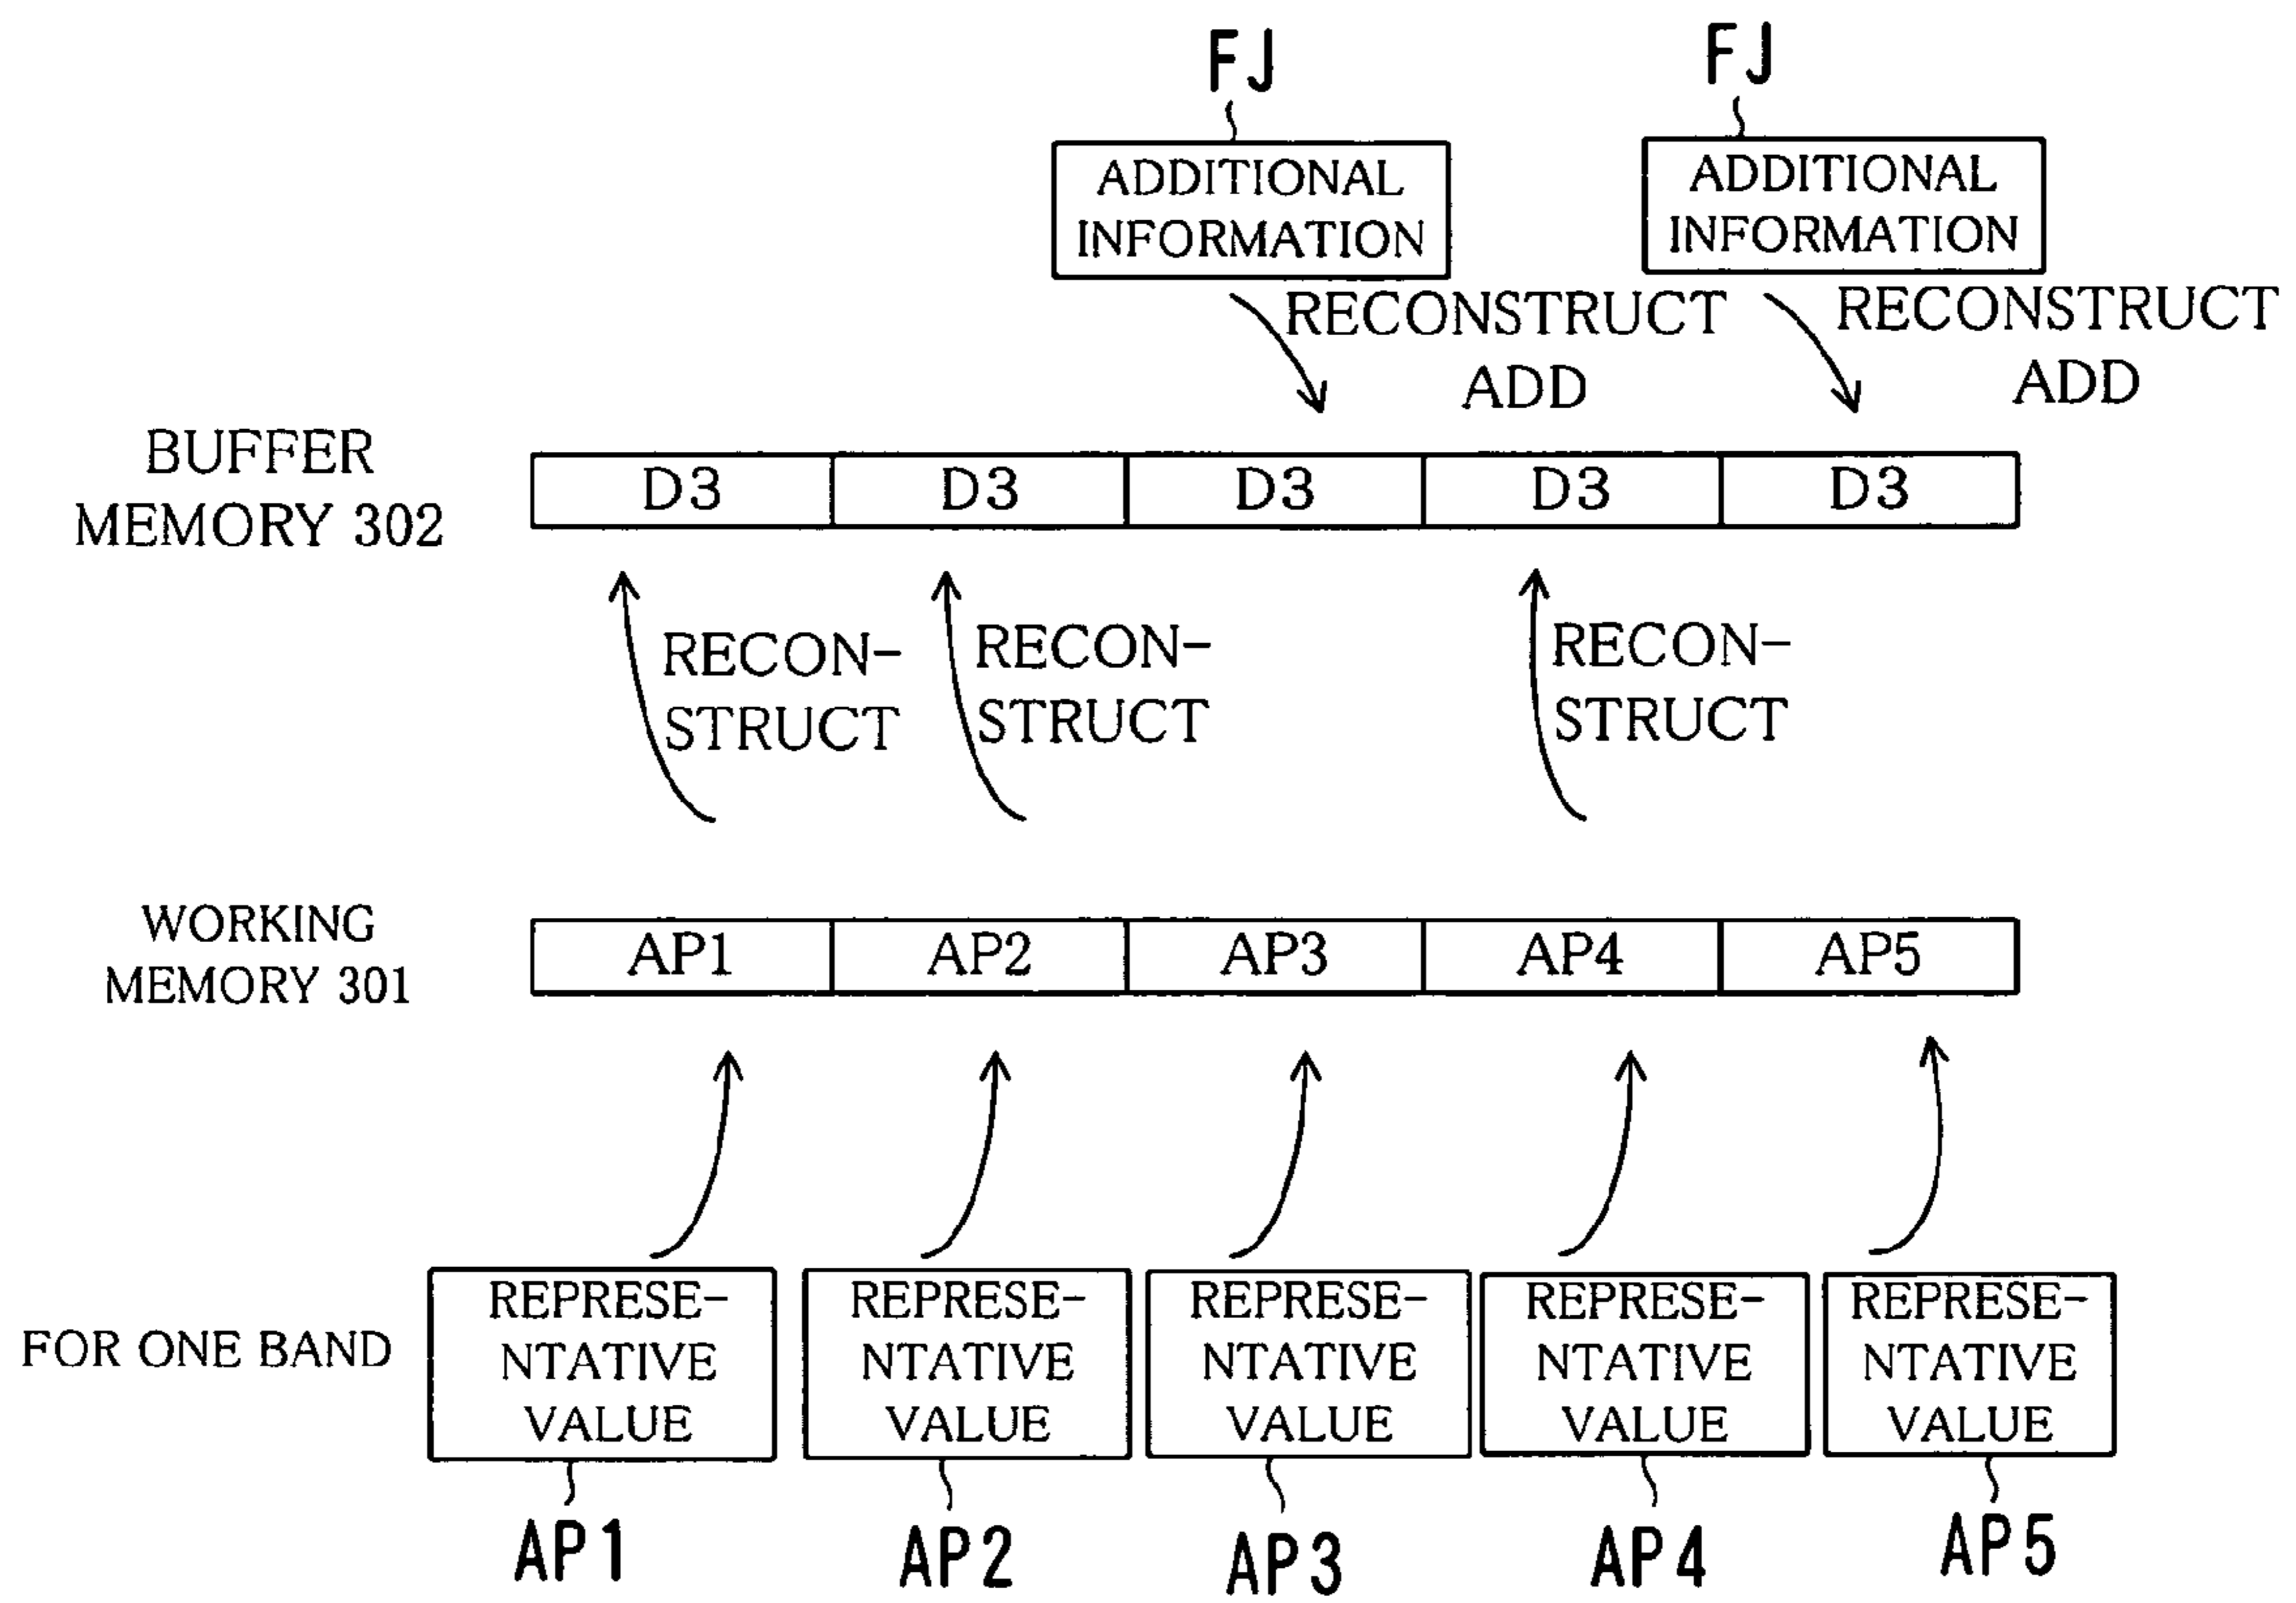 FJ
FJ
ADDITIONAL
INFORMATION
ADDITIONAL
INFORMATION
RECONSTRUCT
ADD
RECONSTRUCT
ADD
BUFFER
MEMORY 302
D3
D3
D3
D3
D3
RECON-
STRUCT
RECON-
STRUCT
RECON-
STRUCT
WORKING
MEMORY 301
AP1
AP2
AP3
AP4
AP5
FOR ONE BAND
REPRESE-
NTATIVE
VALUE
REPRESE-
NTATIVE
VALUE
REPRESE-
NTATIVE
VALUE
REPRESE-
NTATIVE
VALUE
REPRESE-
NTATIVE
VALUE
AP1
AP2
AP3
AP4
AP5